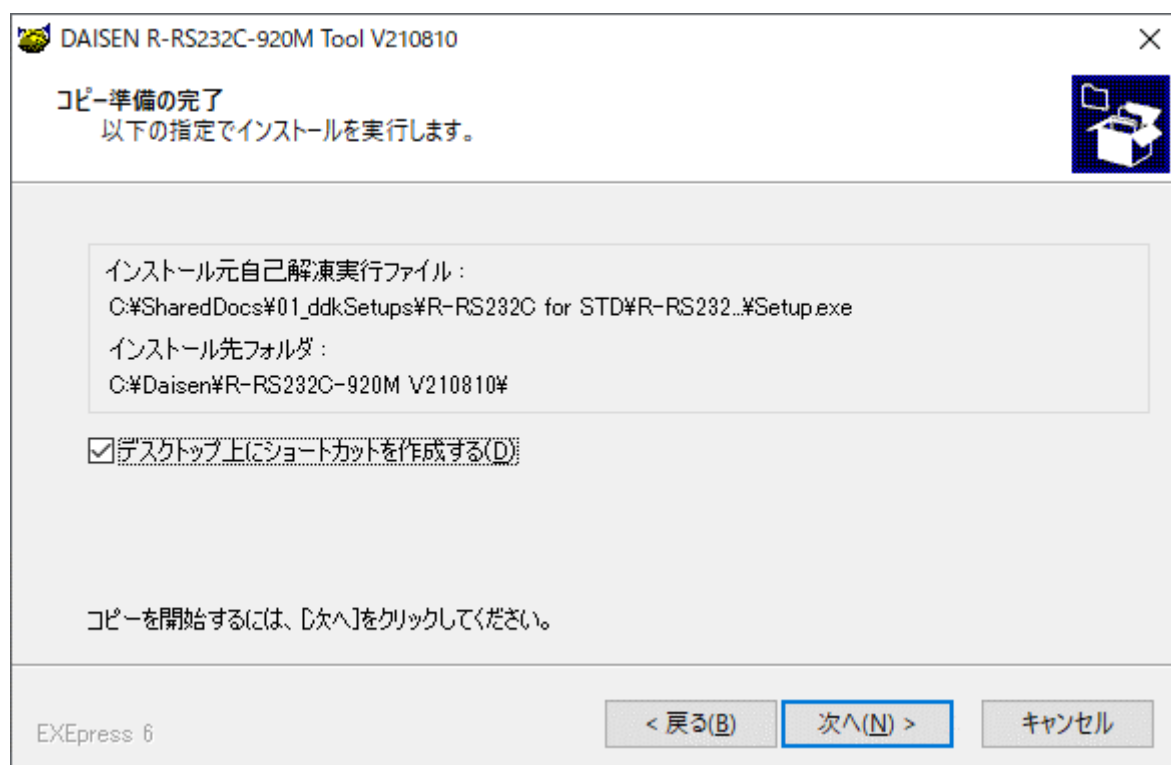 DAISEN R-RS232C-920M Tool V210810
コピー準備の完了
以下の指定でインストールを実行します。
インストール元自己解凍実行ファイル：
C:¥SharedDocs¥01_ddkSetups¥R-RS232C for STD¥R-RS232...¥Setup.exe
インストール先フォルダ：
C:¥Daisen¥R-RS232C-920M V210810¥
デスクトップ上にショートカットを作成する(D)
コピーを開始するには、[次へ]をクリックしてください。
EXEpress 6
< 戻る(B)
次へ(N) >
キャンセル